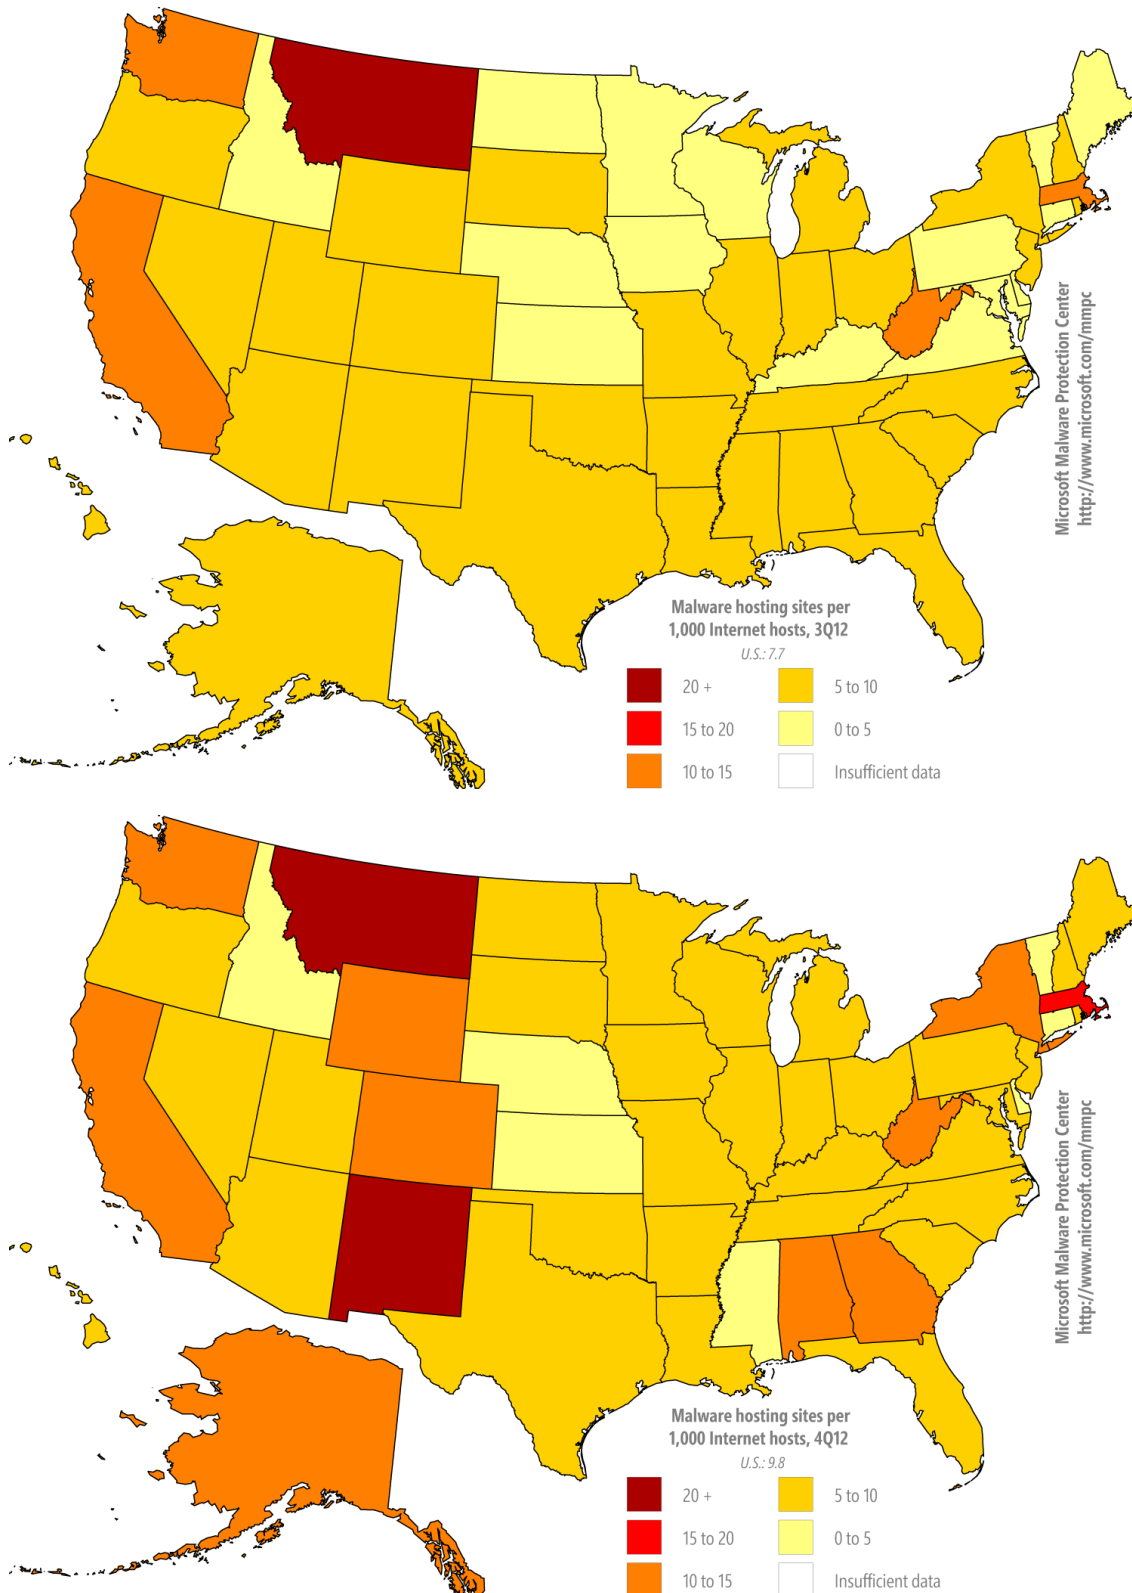 Microsoft Malware Protection Center
http://www.microsoft.com/mmpc
Malware hosting sites per
1,000 Internet hosts, 3Q12
U.S.: 7.7
20 +
5 to 10
15 to 20
0 to 5
10 to 15
Insufficient data
Microsoft Malware Protection Center
http://www.microsoft.com/mmpc
Malware hosting sites per
1,000 Internet hosts, 4Q12
U.S.: 9.8
20 +
5 to 10
15 to 20
0 to 5
10 to 15
Insufficient data